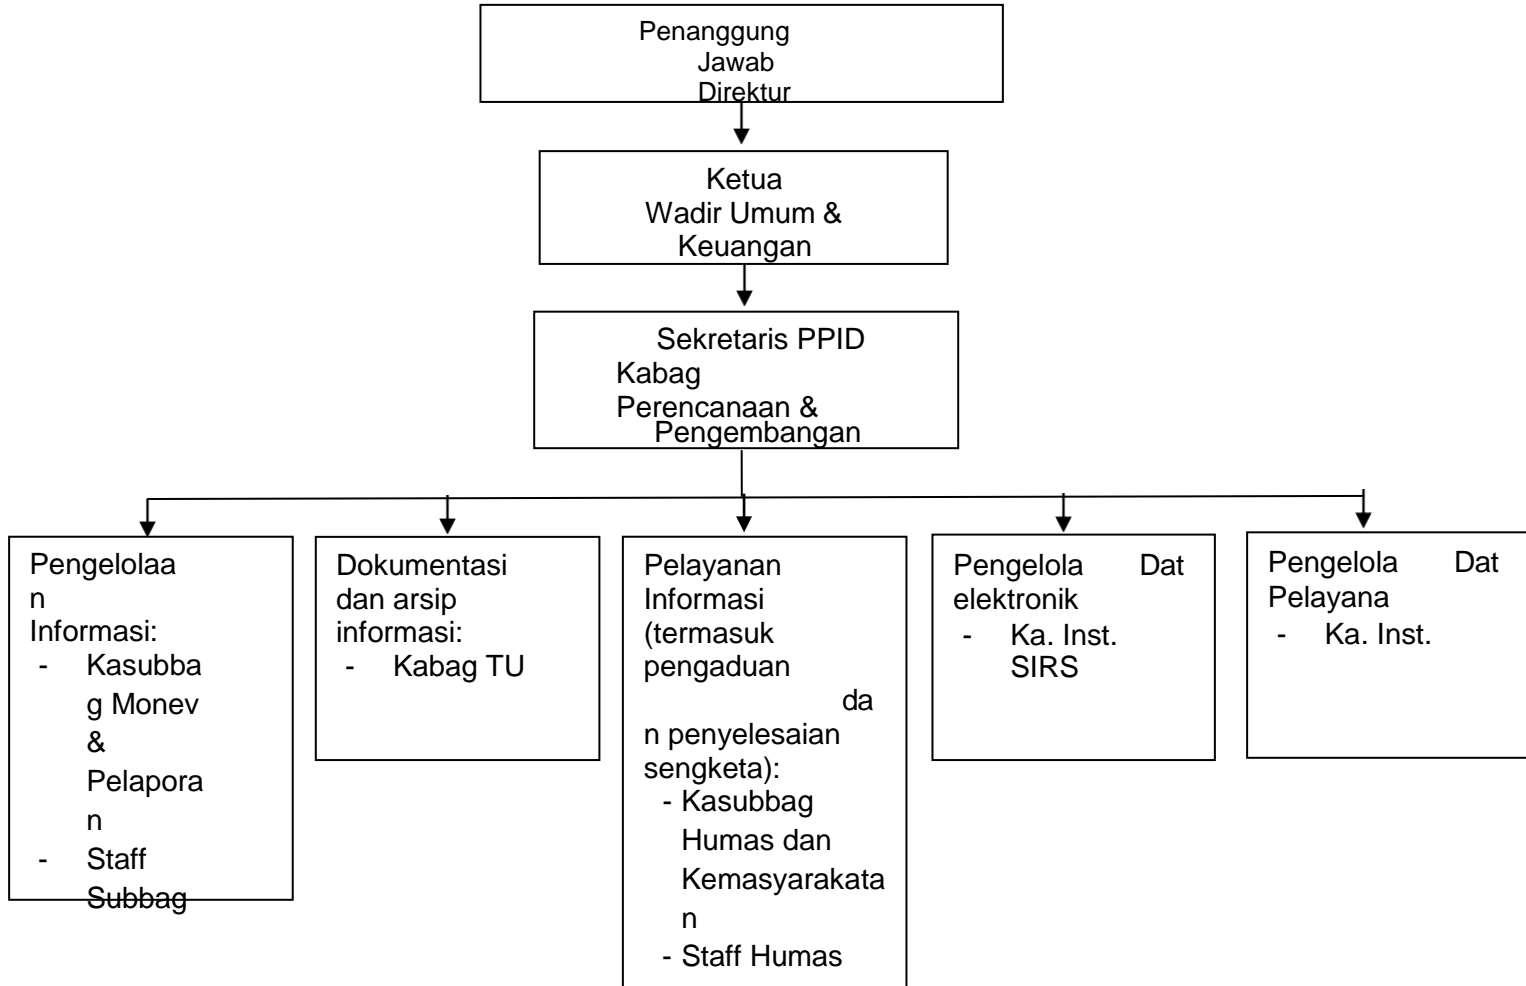 Penanggung
Jawab
Direktur
Ketua
Wadir Umum &
Keuangan
Sekretaris PPID
Kabag
Perencanaan &
Pengembangan
Pengelolaa
n
Informasi:
- Kasubba
g Monev
&
Pelapora
n
- Staff
Subbag
Dokumentasi
dan arsip
informasi:
- Kabag TU
Pelayanan
Informasi
(termasuk
pengaduan
da
n penyelesaian
sengketa):
- Kasubbag
Humas dan
Kemasyarakata
n
- Staff Humas
Pengelola Dat
elektronik
- Ka. Inst.
SIRS
Pengelola Dat
Pelayana
- Ka. Inst.